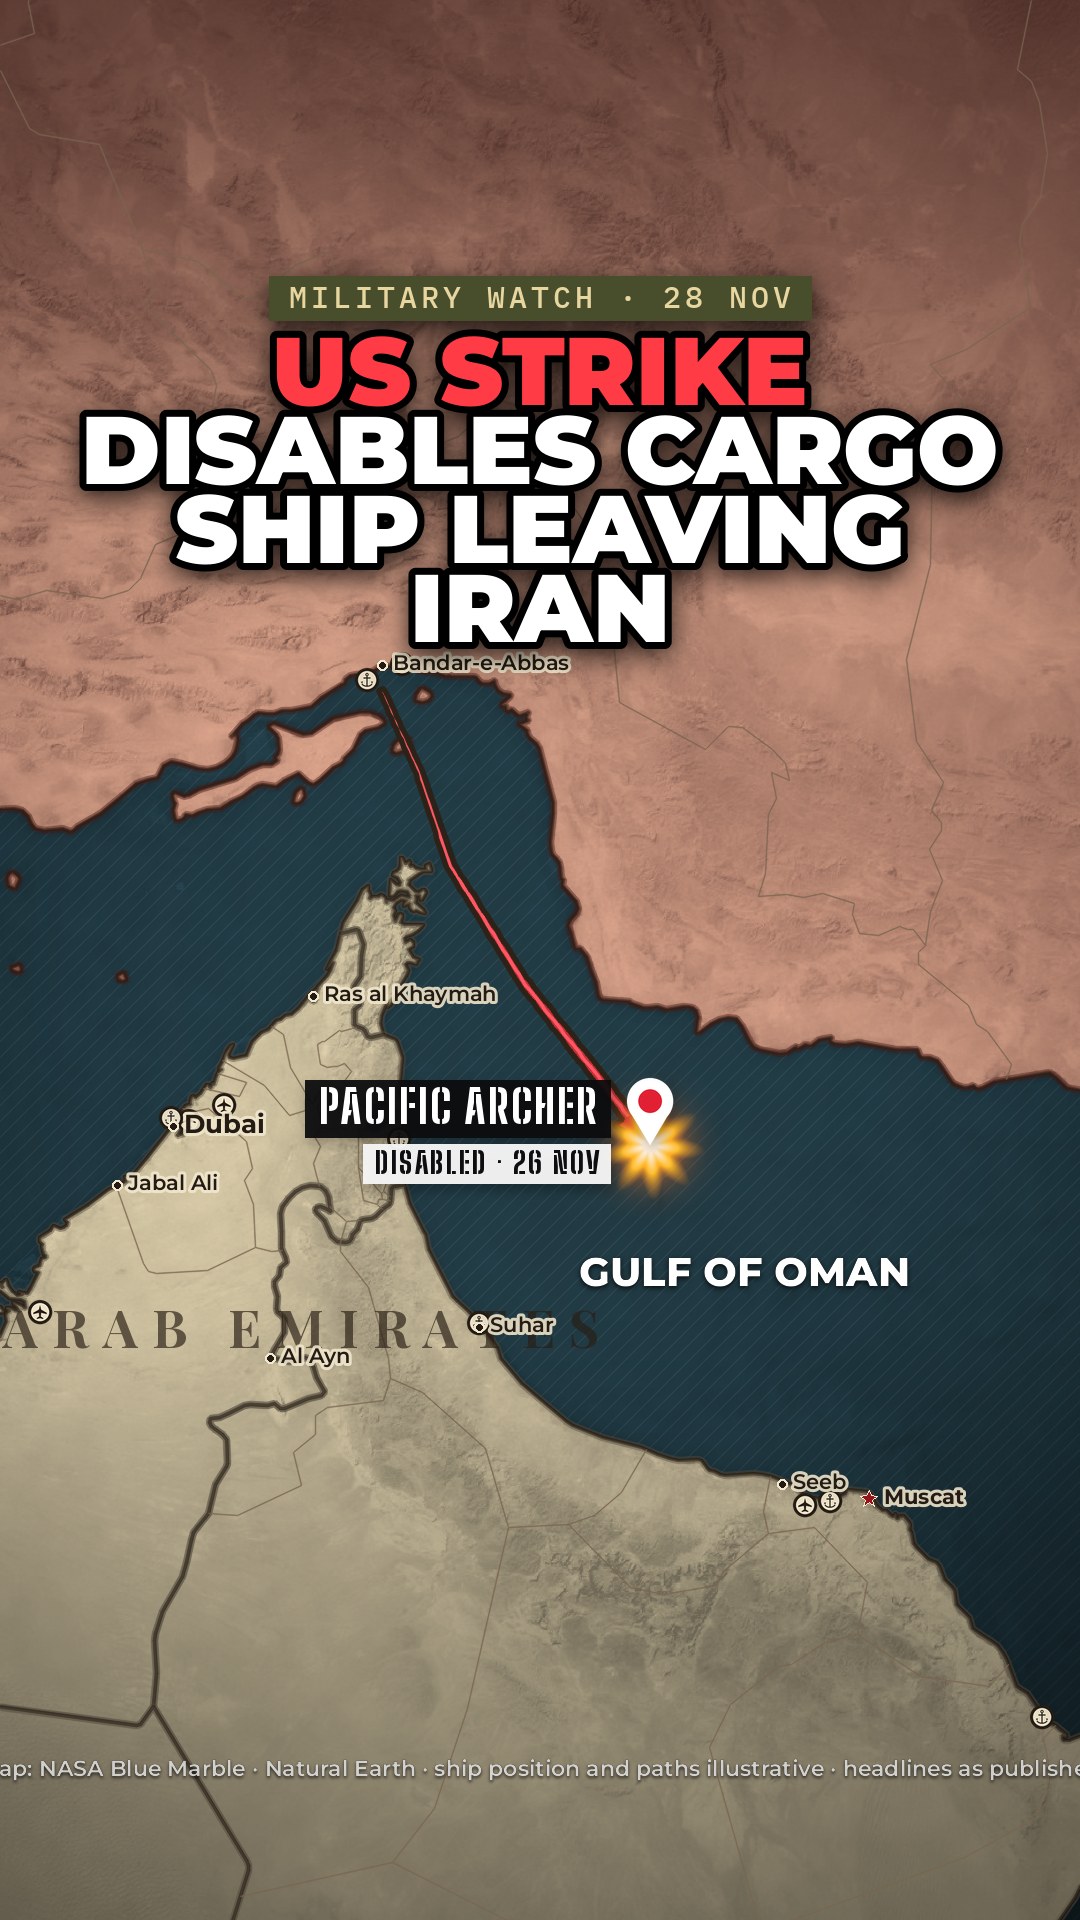 MILITARY WATCH · 28 NOV
US STRIKE
DISABLES CARGO
SHIP LEAVING
IRAN
Bandar-e-Abbas
Ras al Khaymah
PACIFIC ARCHER
Dubai
DISABLED · 26 NOV
Jabal Ali
GULF OF OMAN
ARAB EMIRATES
Suhar
Al Ayn
Seeb
Muscat
ap: NASA Blue Marble · Natural Earth · ship position and paths illustrative · headlines as publishe